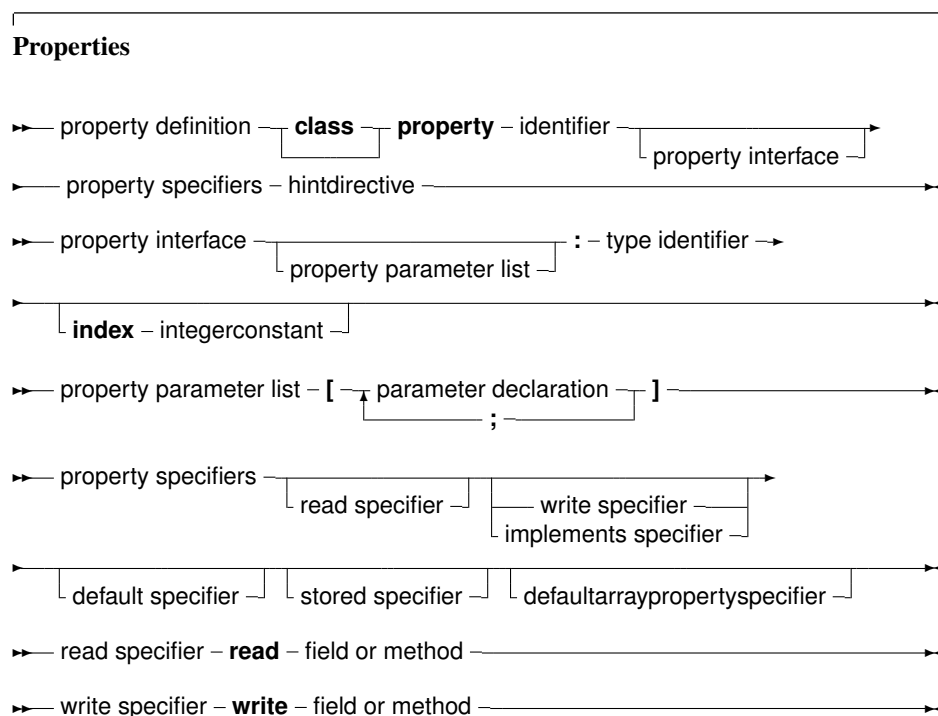 Properties
property definition class property identifier
property interface
property specifiers hintdirective
property interface : type identifier
property parameter list
index integerconstant
property parameter list [ parameter declaration ]
;
property specifiers
read specifier write specifier
implements specifier
default specifier stored specifier defaultarraypropertyspecifier
read specifier read field or method
write specifier write field or method